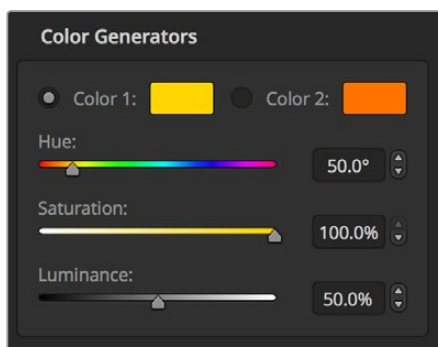 Color Generators
Color 1: Color 2:
Hue:
50.0°
Saturation:
100.0%
Luminance:
50.0%